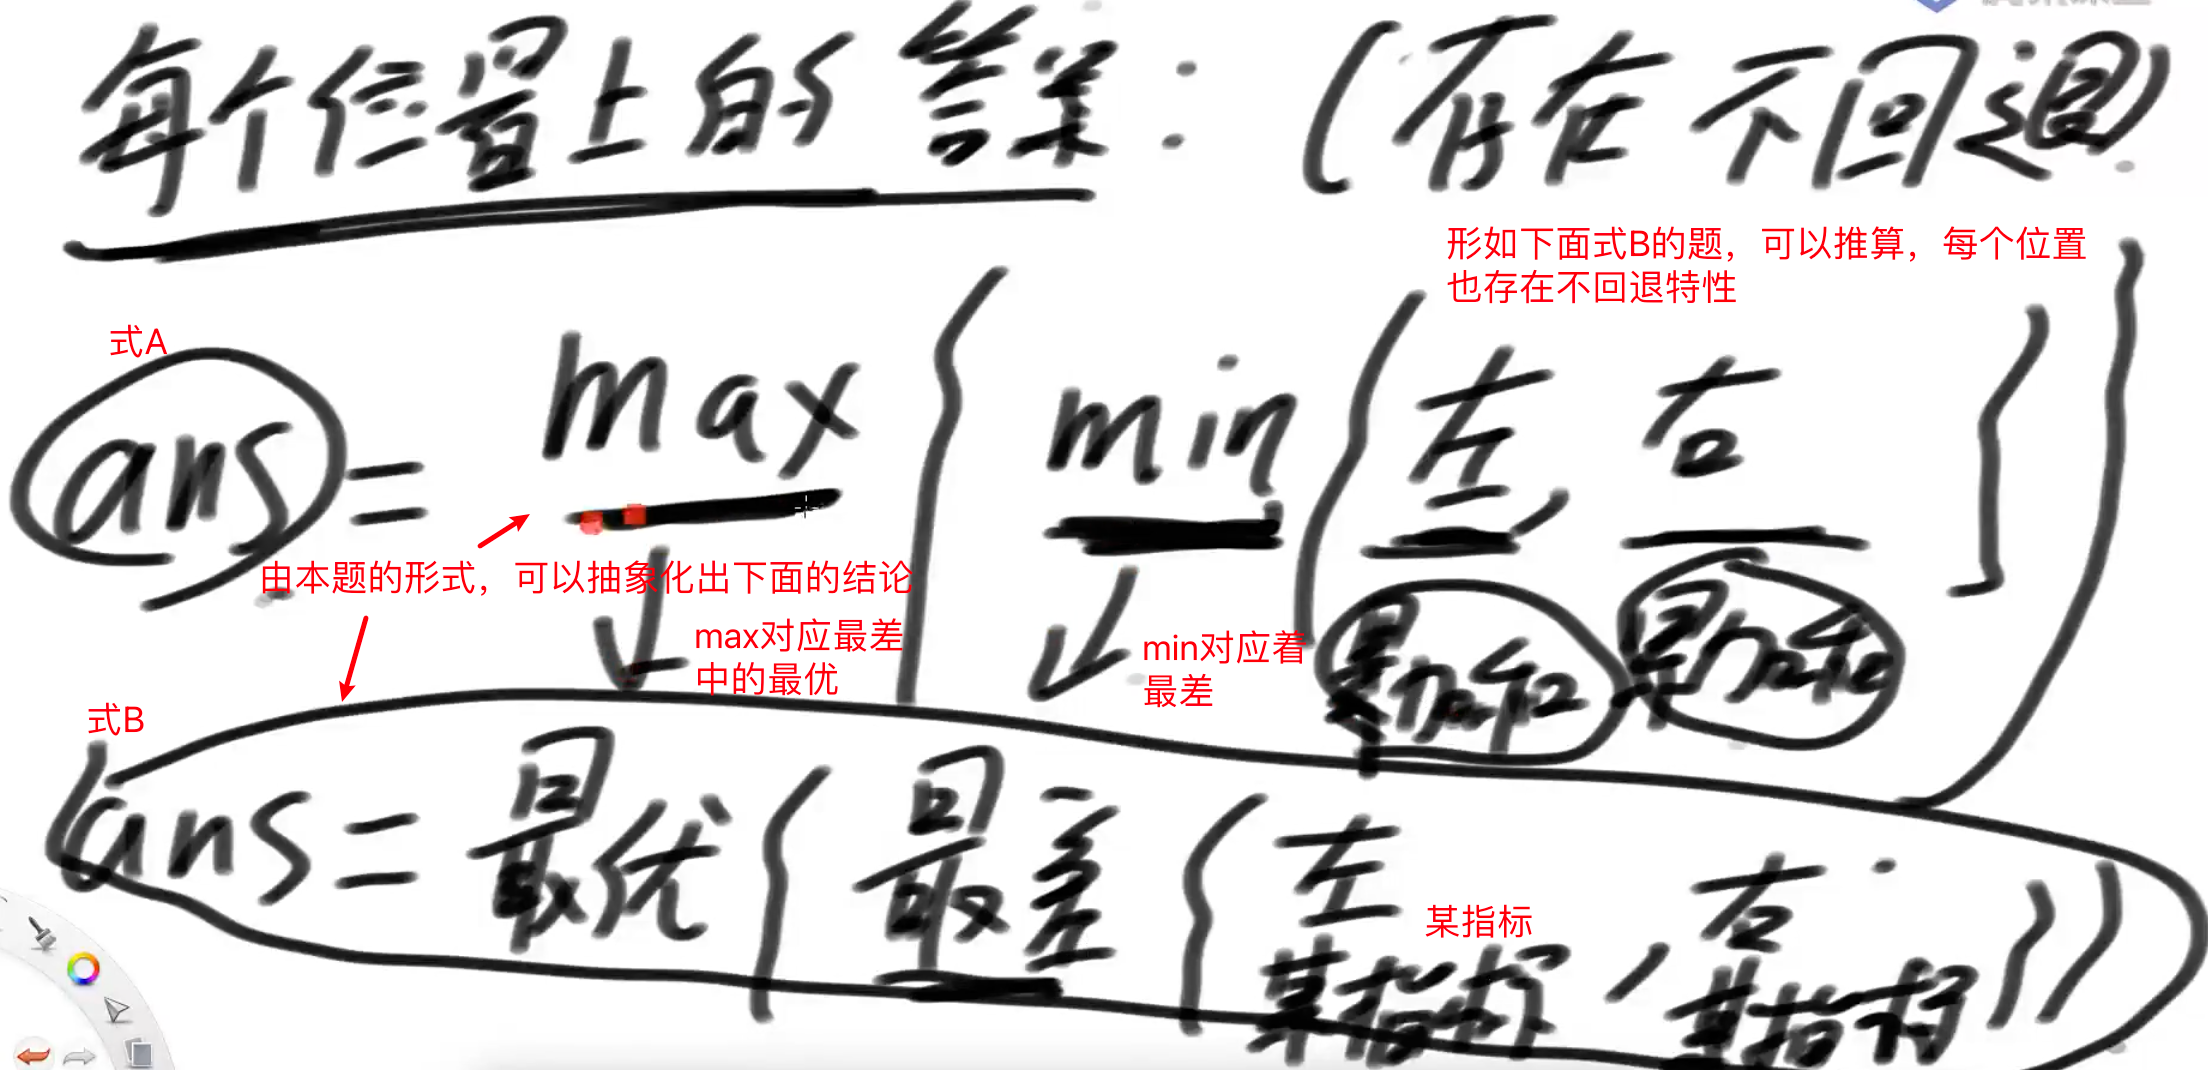 每个位置上的答案：(存在不回退)
形如下面式B的题，可以推算，每个位置
也存在不回退特性
式A
ans = max { min { 左, 右 } }
累加和 累加和
由本题的形式，可以抽象化出下面的结论
max对应最差
中的最优
min对应着
最差
式B
ans = 最优 { 最差 { 左 某指标, 右 某指标 } }
某指标